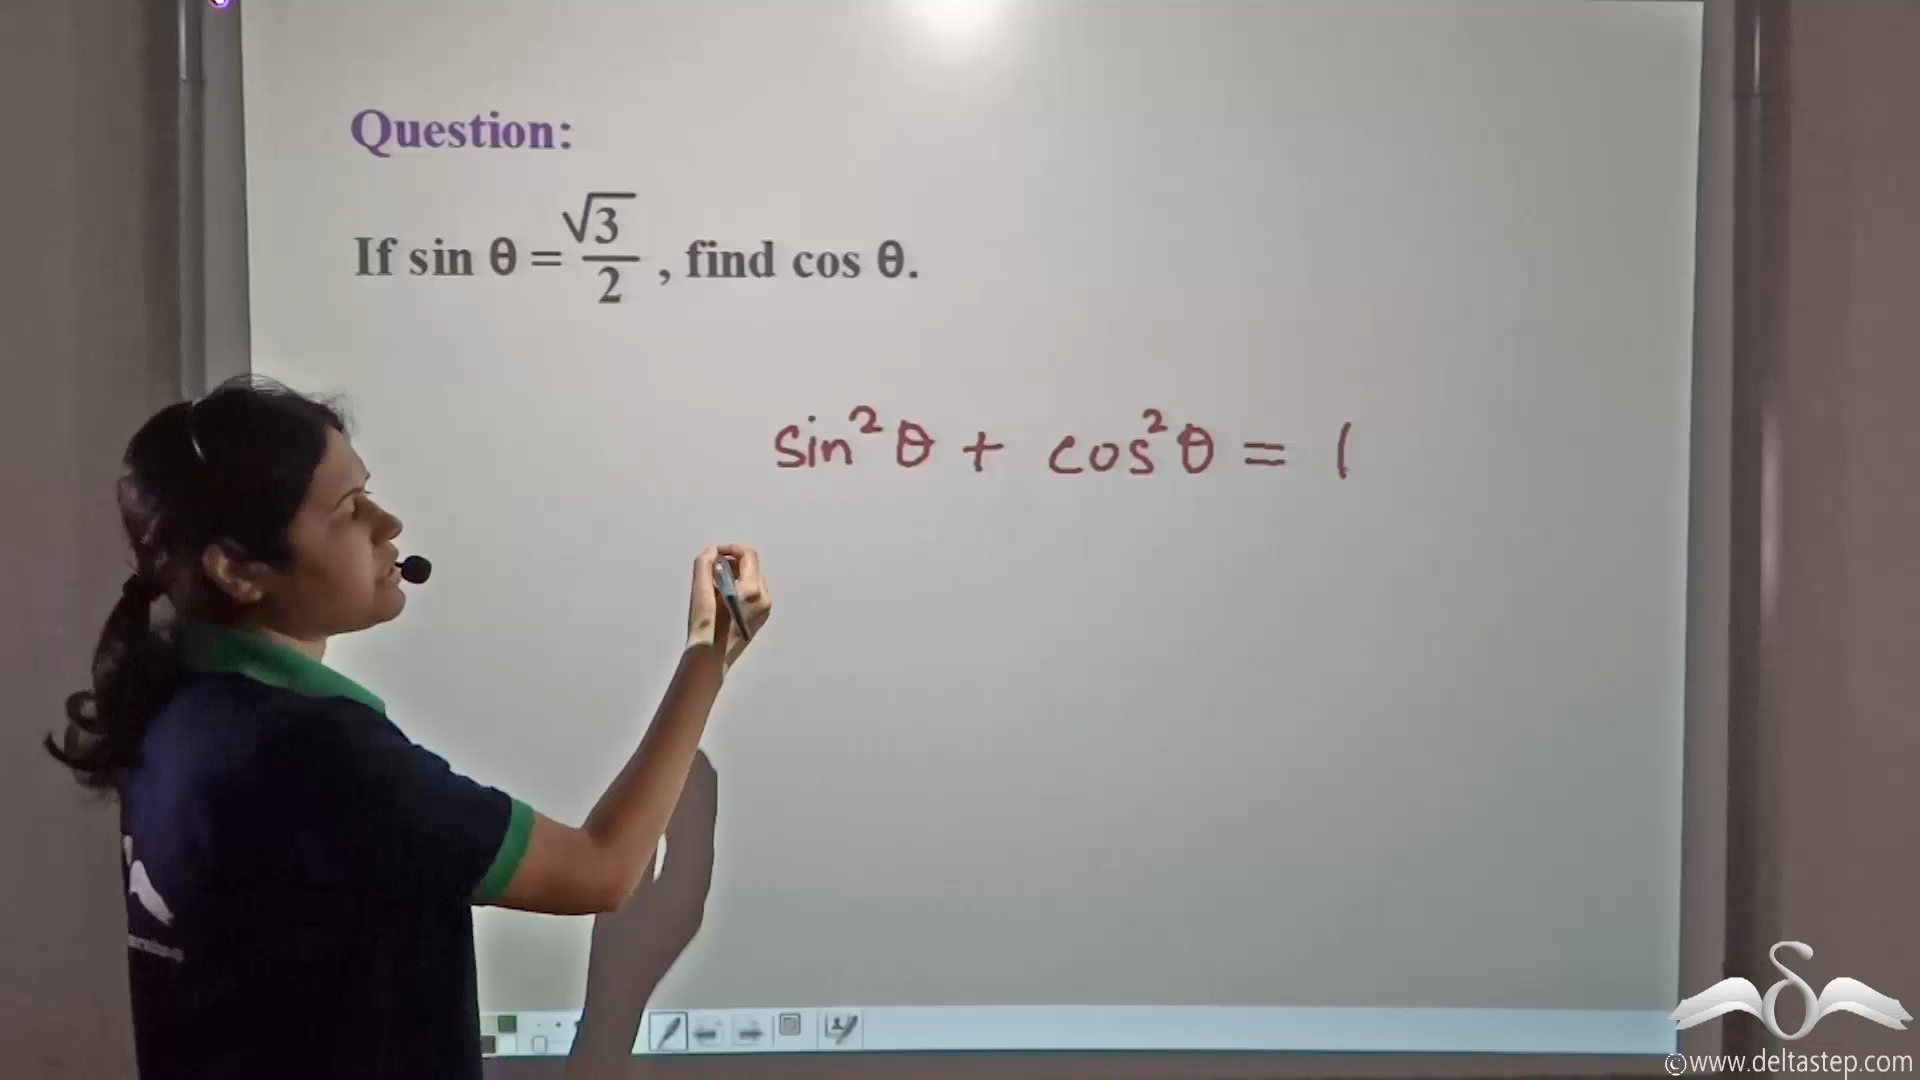 Question:
If sin θ = √3/2 , find cos θ.
sin²θ + cos²θ = 1
©www.deltastep.com